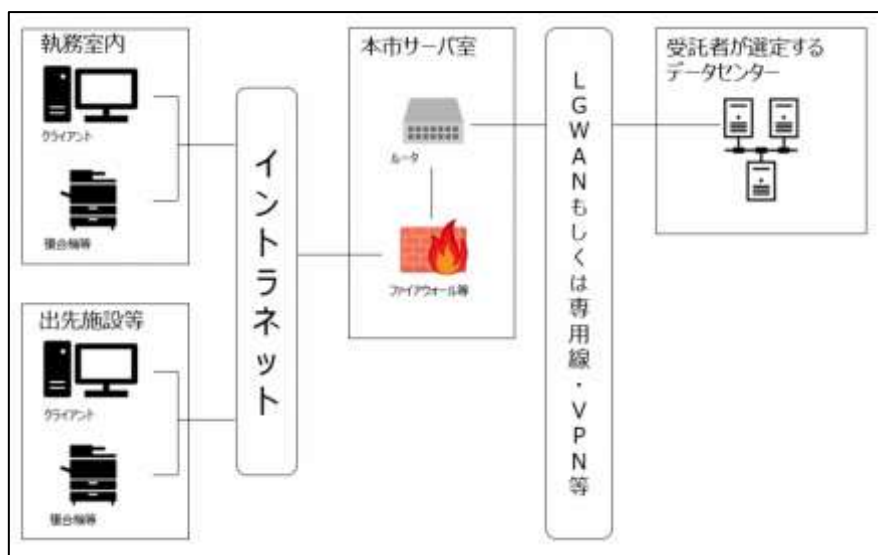 執務室内
クライアント
複合機等
出先施設等
クライアント
複合機等
イントラネット
本市サーバ室
ルータ
ファイアウォール等
LGWANもしくは専用線・VPN等
受託者が選定する
データセンター